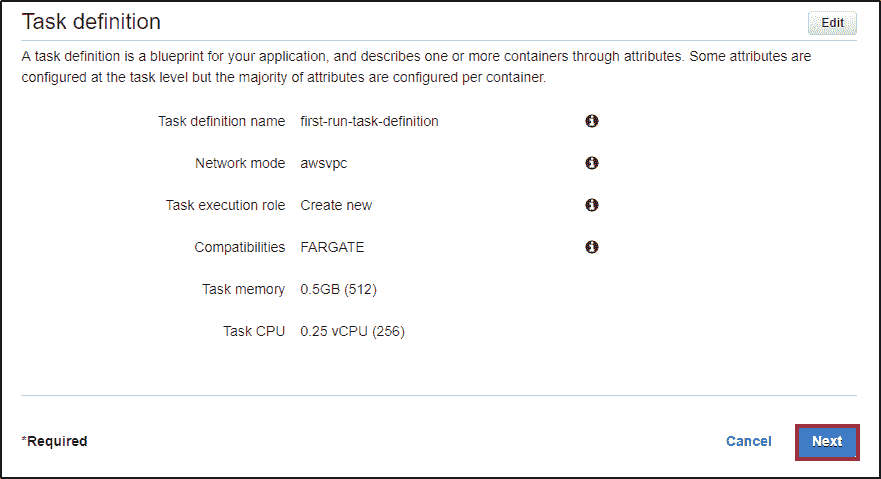 Task definition
Edit
A task definition is a blueprint for your application, and describes one or more containers through attributes. Some attributes are
configured at the task level but the majority of attributes are configured per container.
Task definition name first-run-task-definition
Network mode awsvpc
Task execution role Create new
Compatibilities FARGATE
Task memory 0.5GB (512)
Task CPU 0.25 vCPU (256)
*Required
Cancel
Next